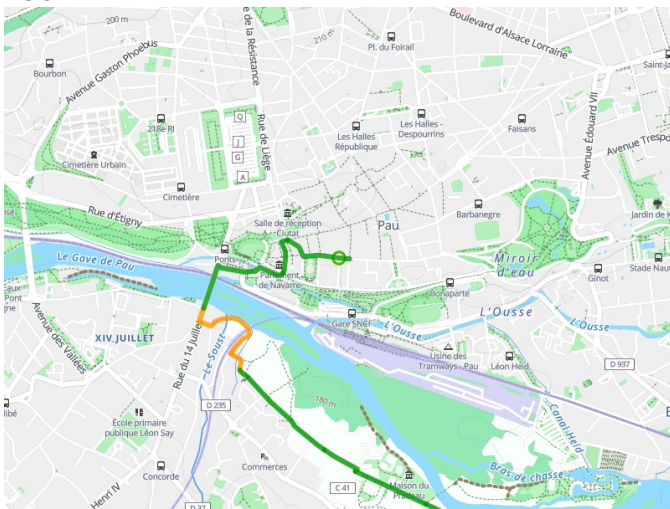 200 m
Avenue Gaston Phoebus
de la Résistance
210 m
Boulevard d'Alsace Lorraine
Pl. du Foirail
Bourbon
Saint-Ja
218e RI
Q
J
G
A
Rue de Liège
Les Halles
République
Les Halles -
Despourrins
Faisans
Avenue Édouard VII
Avenue Trespo
Cimetière Urbain
Cimetière
Rue d'Étigny
Salle de réception
Ciutat
Pau
Barbanegre
Jardin de K
Ponts-
Parlement
de Navarre
Le Gave de Pau
Miroir
d'eau
Stade Naut
Ginot
Bonaparte
Eaux
Pont
gne
Gare SNCF
L'Ousse
L'Ousse
L'Ousse
Avenue des Vallées
XIV JUILLET
Rue du 14 Juillet
Le Soust
Usine des
Tramways - Pau
Léon Heid
D 937
D 235
180 m
Canal Heid
École primaire
publique Léon Say
Concorde
Commerces
Bras de chasse
Maison du
C 41
Henri IV
D 37